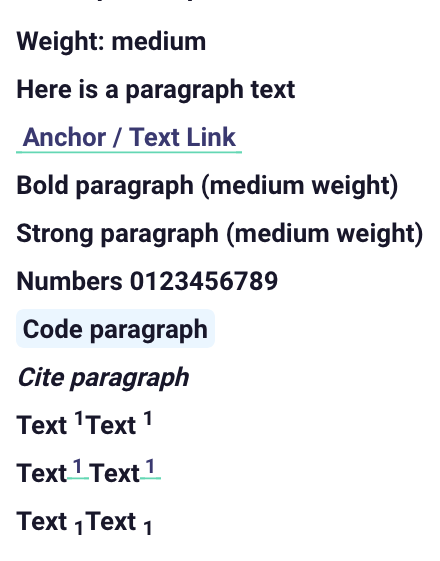 Weight: medium
Here is a paragraph text
Anchor / Text Link
Bold paragraph (medium weight)
Strong paragraph (medium weight)
Numbers 0123456789
Code paragraph
Cite paragraph
Text ¹Text ¹
Text ¹ Text ¹
Text ₁Text ₁